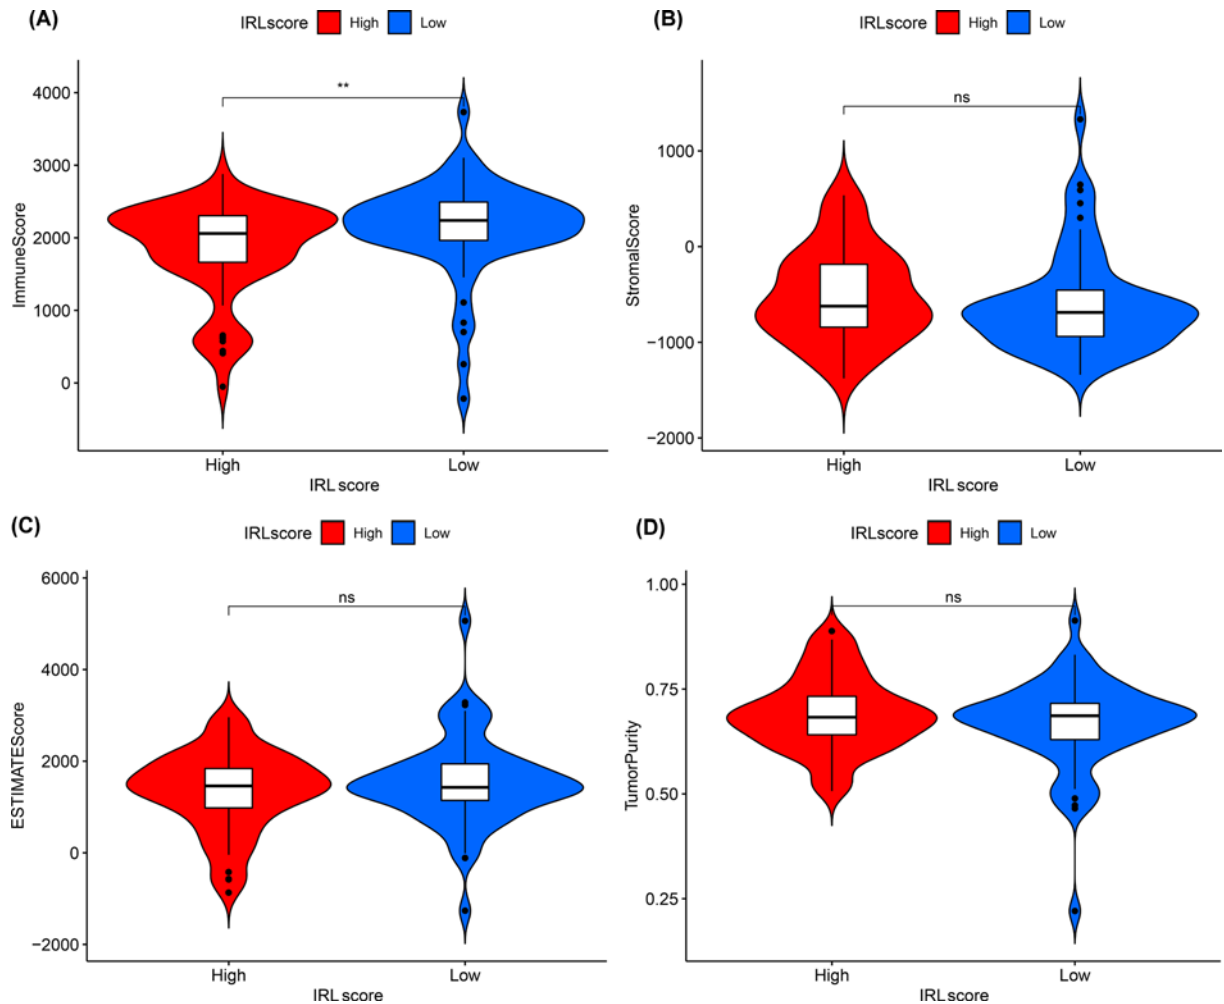 (A)
IRLscore High Low
ImmuneScore
4000
3000
2000
1000
0
**
High Low
IRL score
(B)
IRLscore High Low
StromalScore
1000
0
−1000
−2000
ns
High Low
IRL score
(C)
IRLscore High Low
ESTIMATEScore
6000
4000
2000
0
−2000
ns
High Low
IRL score
(D)
IRLscore High Low
TumorPurity
1.00
0.75
0.50
0.25
ns
High Low
IRL score